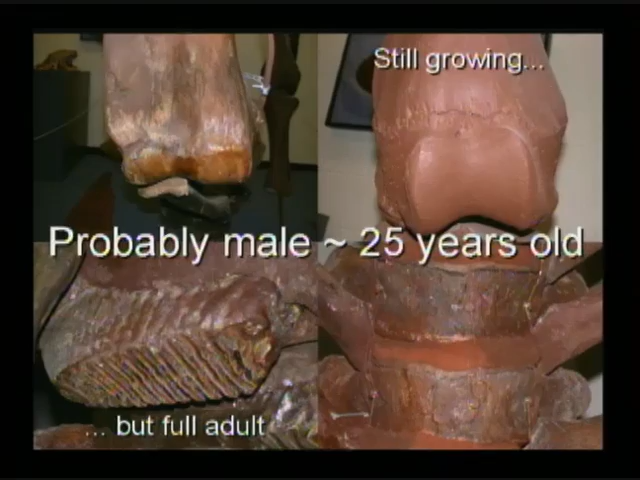 Still growing...
Probably male ~ 25 years old
... but full adult